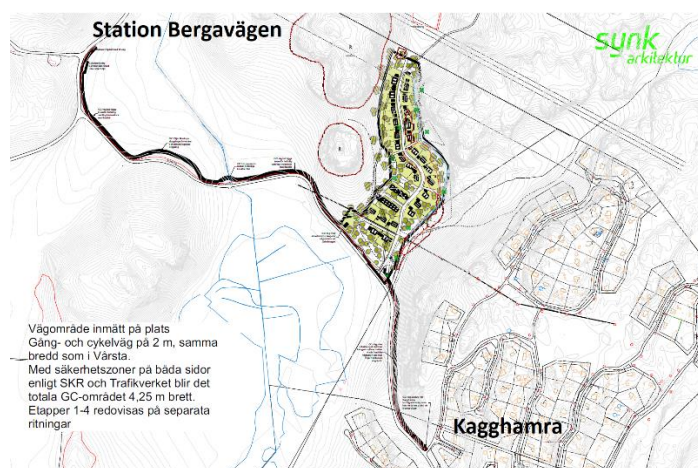 Station Bergavägen
synk
arkitektur
Vägområde inmätt på plats
Gång- och cykelväg på 2 m, samma
bredd som i Vårsta.
Med säkerhetszoner på båda sidor
enligt SKR och Trafikverket blir det
totala GC-området 4,25 m brett.
Etapper 1-4 redovisas på separata
ritningar
Kagghamra